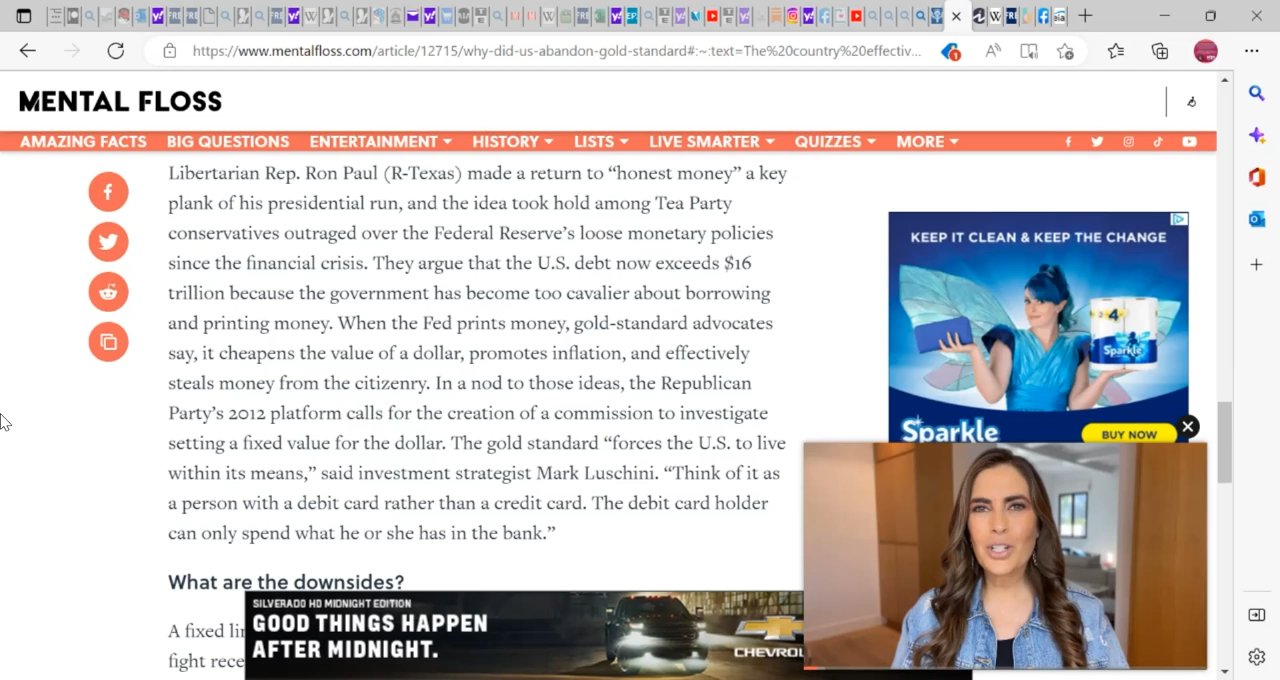 https://www.mentalfloss.com/article/12715/why-did-us-abandon-gold-standard#:~:text=The%20country%20effectiv...
MENTAL FLOSS
AMAZING FACTS BIG QUESTIONS ENTERTAINMENT HISTORY LISTS LIVE SMARTER QUIZZES MORE
Libertarian Rep. Ron Paul (R-Texas) made a return to “honest money” a key
plank of his presidential run, and the idea took hold among Tea Party
conservatives outraged over the Federal Reserve’s loose monetary policies
since the financial crisis. They argue that the U.S. debt now exceeds $16
trillion because the government has become too cavalier about borrowing
and printing money. When the Fed prints money, gold-standard advocates
say, it cheapens the value of a dollar, promotes inflation, and effectively
steals money from the citizenry. In a nod to those ideas, the Republican
Party’s 2012 platform calls for the creation of a commission to investigate
setting a fixed value for the dollar. The gold standard “forces the U.S. to live
within its means,” said investment strategist Mark Luschini. “Think of it as
a person with a debit card rather than a credit card. The debit card holder
can only spend what he or she has in the bank.”
What are the downsides?
A fixed lin
fight rece
KEEP IT CLEAN & KEEP THE CHANGE
Sparkle
Sparkle
BUY NOW
SILVERADO HD MIDNIGHT EDITION
GOOD THINGS HAPPEN
AFTER MIDNIGHT.
CHEVROL